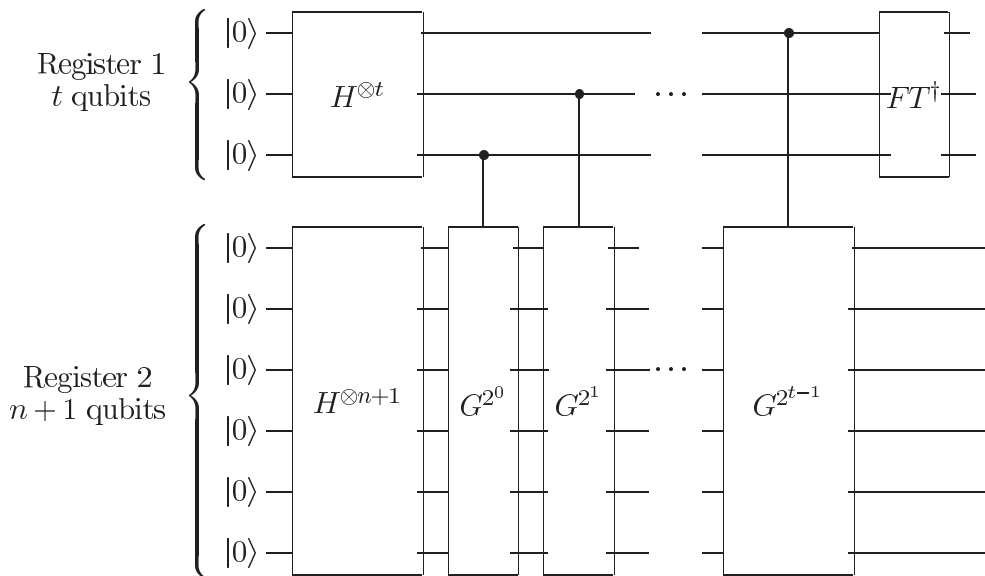 Register 1
t qubits
|0⟩
|0⟩
|0⟩
H^{⊗t}
· · ·
FT^†
Register 2
n + 1 qubits
|0⟩
|0⟩
|0⟩
|0⟩
|0⟩
|0⟩
H^{⊗n+1}
G^{2^0}
G^{2^1}
· · ·
G^{2^{t−1}}